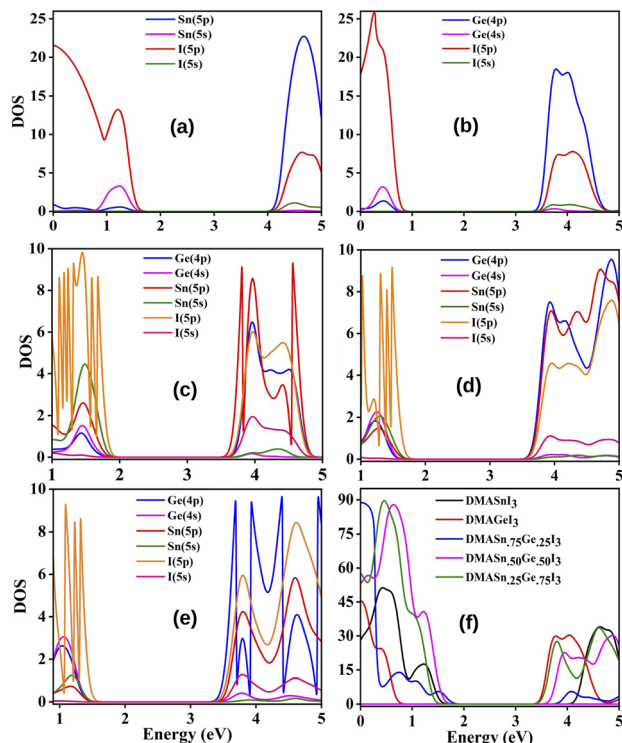 DOS
25
20
15
10
5
0
Sn(5p)
Sn(5s)
I(5p)
I(5s)
(a)
0 1 2 3 4 5
25
20
15
10
5
0
Ge(4p)
Ge(4s)
I(5p)
I(5s)
(b)
0 1 2 3 4 5
DOS
10
8
6
4
2
0
Ge(4p)
Ge(4s)
Sn(5p)
Sn(5s)
I(5p)
I(5s)
(c)
1 2 3 4 5
10
8
6
4
2
0
Ge(4p)
Ge(4s)
Sn(5p)
Sn(5s)
I(5p)
I(5s)
(d)
1 2 3 4 5
DOS
10
8
6
4
2
0
Ge(4p)
Ge(4s)
Sn(5p)
Sn(5s)
I(5p)
I(5s)
(e)
1 2 3 4 5
Energy (eV)
90
75
60
45
30
15
0
DMASnI3
DMAGeI3
DMASn.75Ge.25I3
DMASn.50Ge.50I3
DMASn.25Ge.75I3
(f)
0 1 2 3 4 5
Energy (eV)